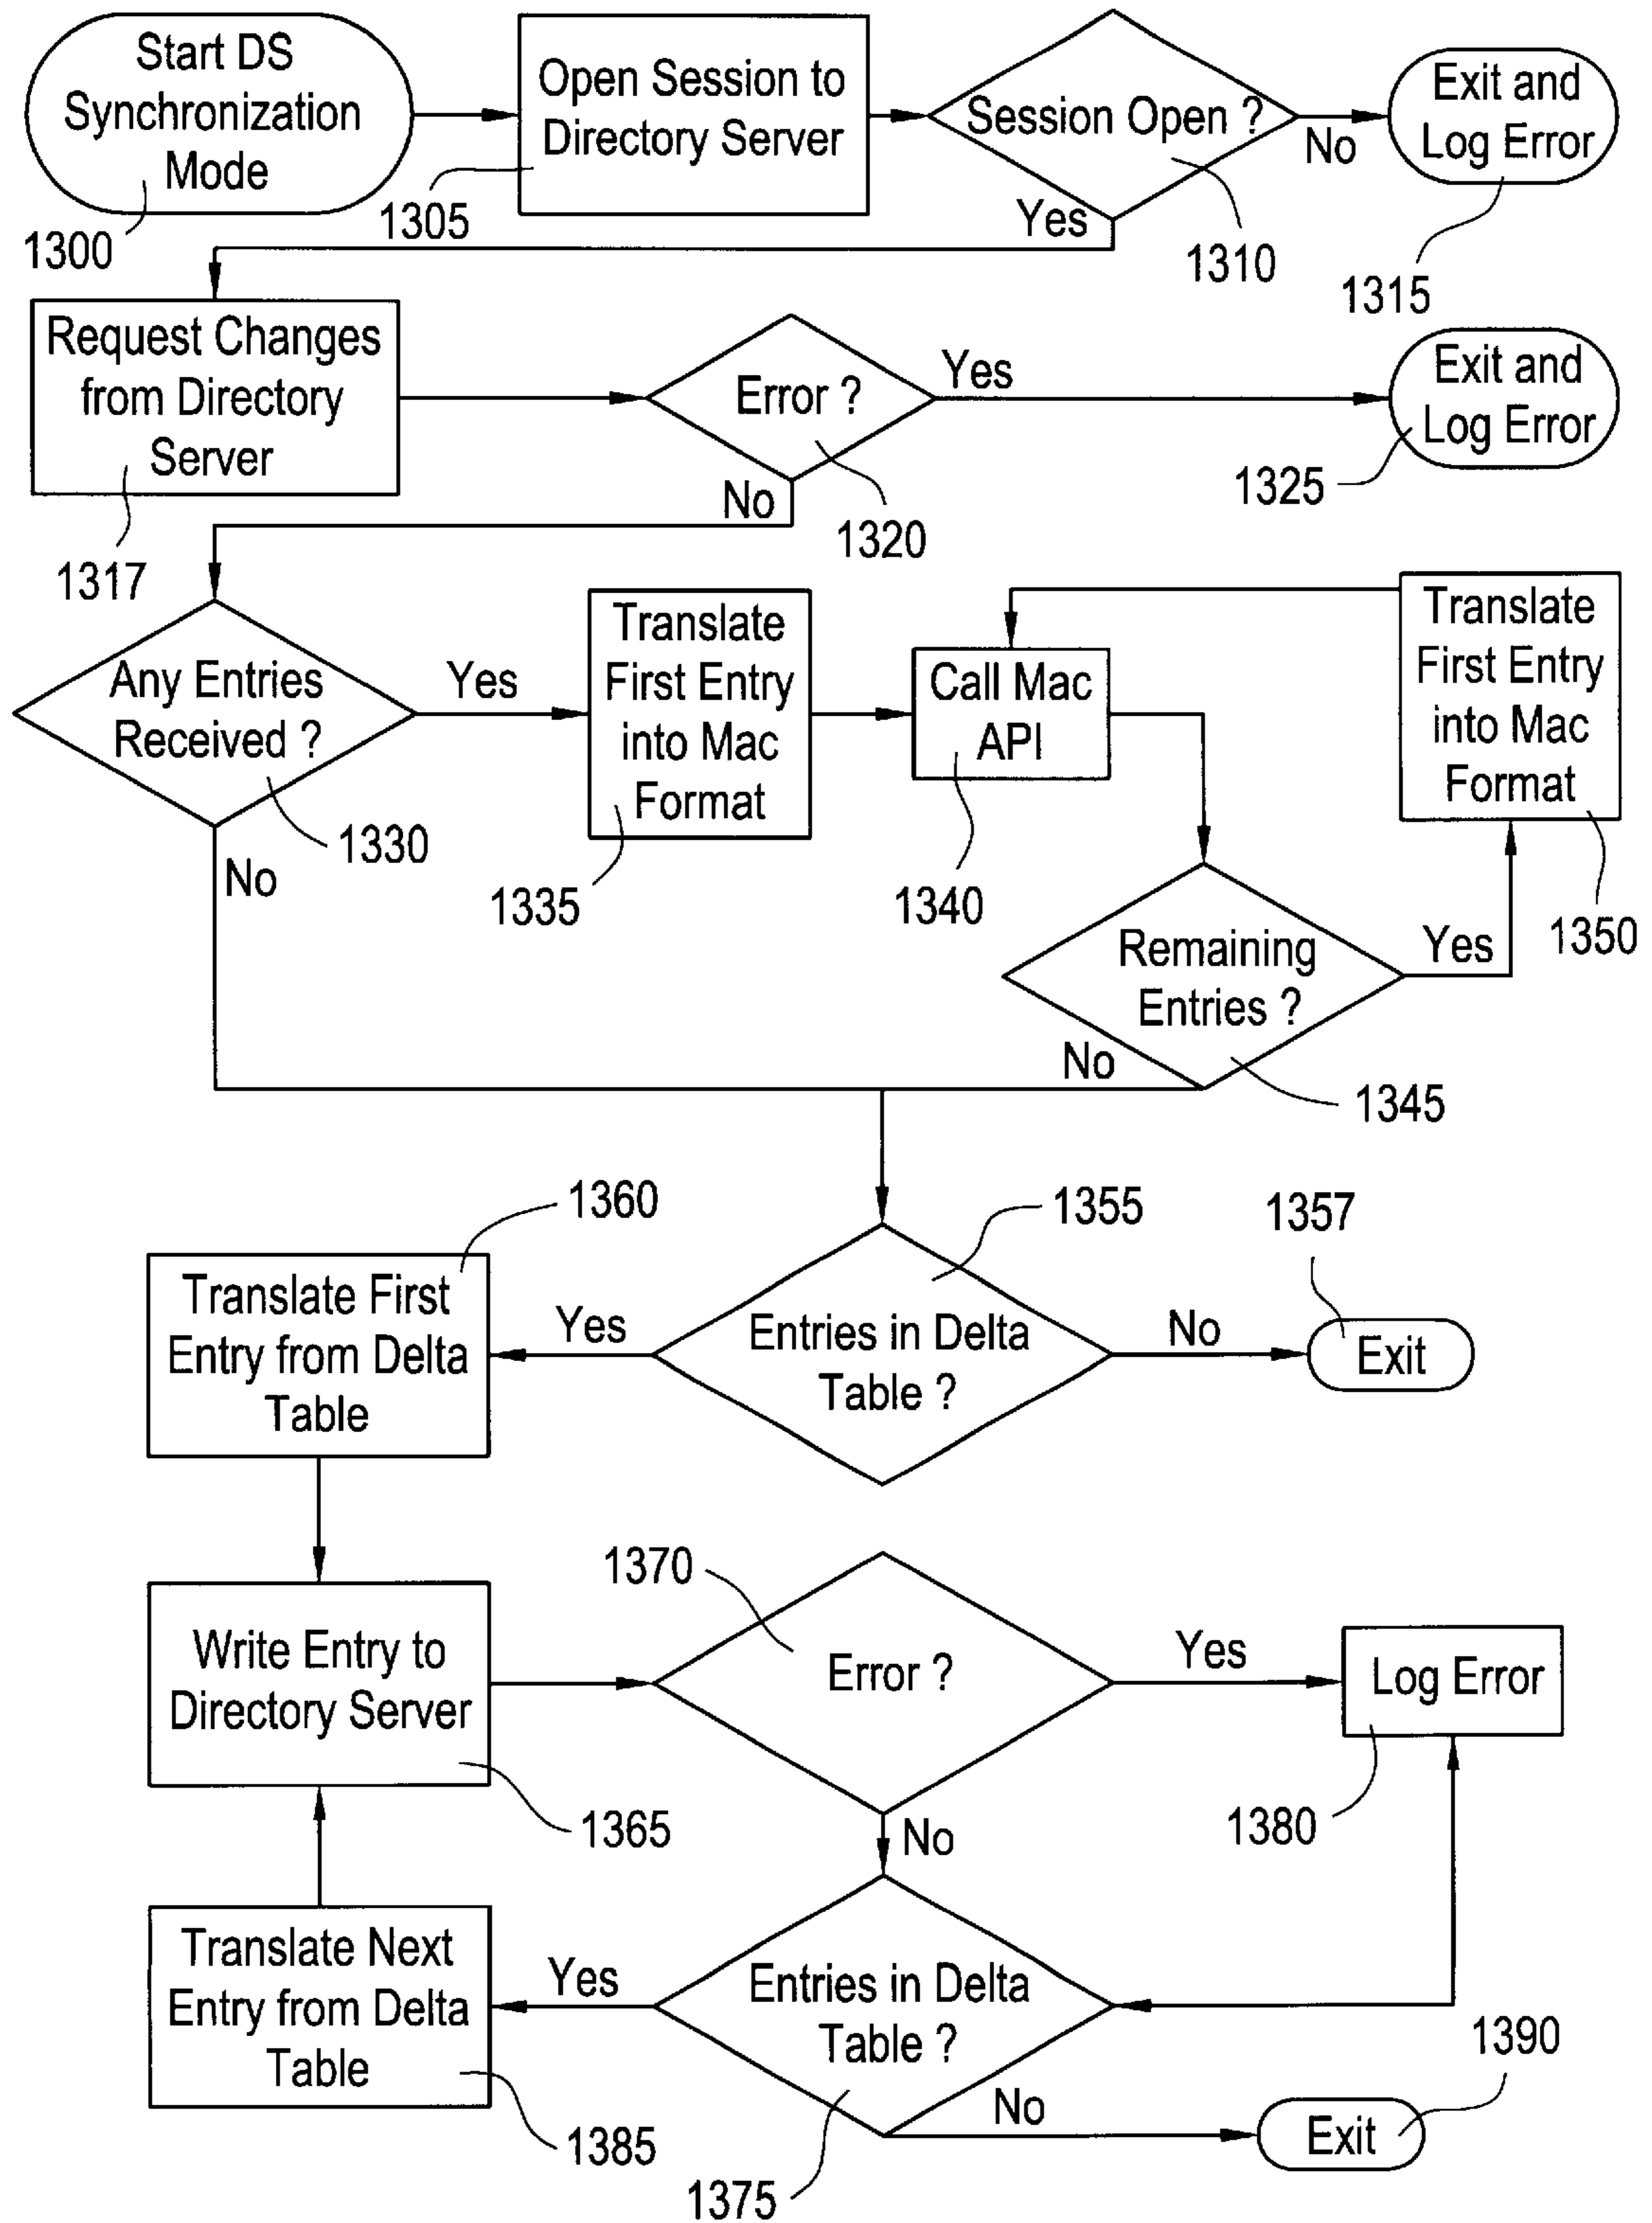 Start DS
Synchronization
Mode
1300
Open Session to
Directory Server
1305
Session Open ?
1310
No
Yes
Exit and
Log Error
1315
Request Changes
from Directory
Server
1317
Error ?
1320
Yes
No
Exit and
Log Error
1325
Any Entries
Received ?
1330
Yes
No
Translate
First Entry
into Mac
Format
1335
Call Mac
API
1340
Translate
First Entry
into Mac
Format
1350
Remaining
Entries ?
1345
Yes
No
1360
Translate First
Entry from Delta
Table
Yes
1355
Entries in Delta
Table ?
No
1357
Exit
Write Entry to
Directory Server
1365
1370
Error ?
Yes
No
Log Error
1380
Translate Next
Entry from Delta
Table
1385
Yes
Entries in Delta
Table ?
1375
No
1390
Exit